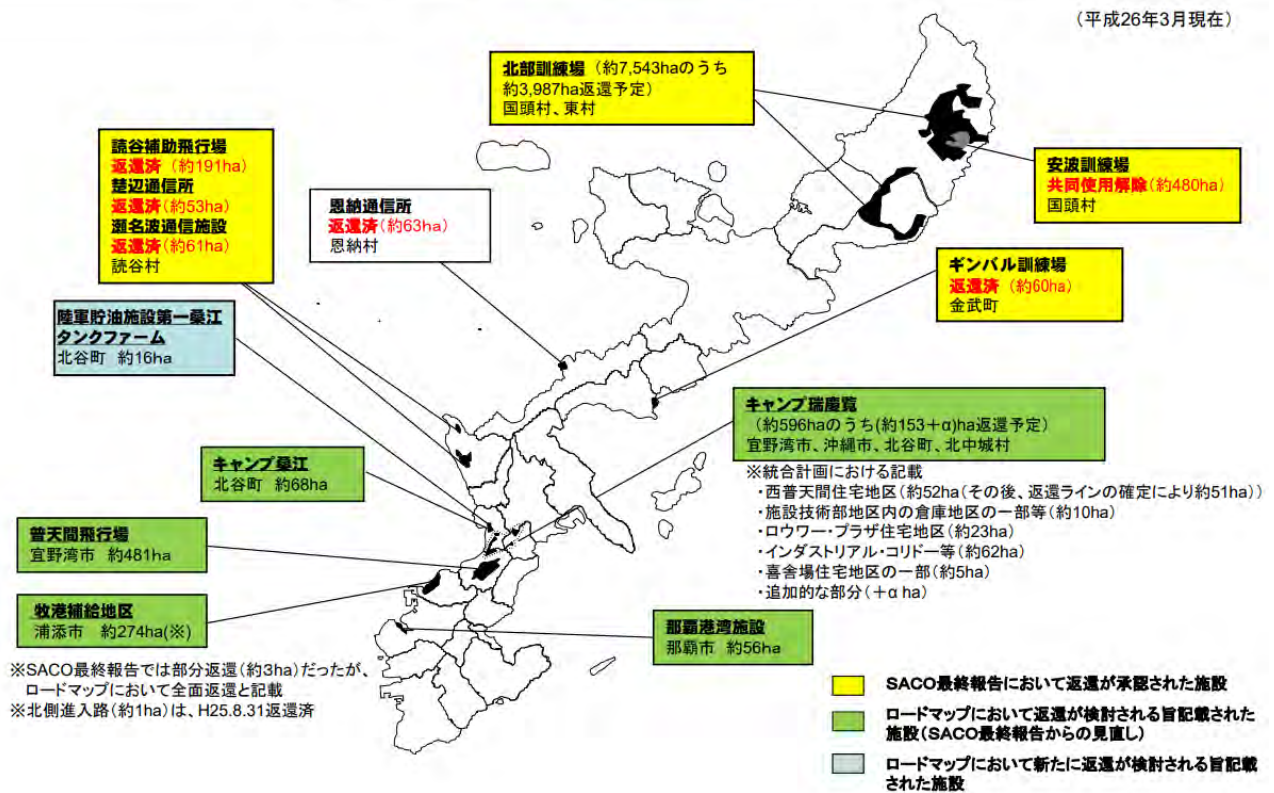 (平成26年3月現在)
北部訓練場 (約7,543haのうち
約3,987ha返還予定)
国頭村、東村
読谷補助飛行場
返還済 (約191ha)
楚辺通信所
返還済(約53ha)
瀬名波通信施設
返還済(約61ha)
読谷村
恩納通信所
返還済(約63ha)
恩納村
安波訓練場
共同使用解除(約480ha)
国頭村
ギンバル訓練場
返還済 (約60ha)
金武町
陸軍貯油施設第一桑江
タンクファーム
北谷町 約16ha
キャンプ瑞慶覧
(約596haのうち(約153+α)ha返還予定)
宜野湾市、沖縄市、北谷町、北中城村
※統合計画における記載
・西普天間住宅地区(約52ha(その後、返還ラインの確定により約51ha))
・施設技術部地区内の倉庫地区の一部等(約10ha)
・ロウワー・プラザ住宅地区(約23ha)
・インダストリアル・コリドー等(約62ha)
・喜舎場住宅地区の一部(約5ha)
・追加的な部分(+α ha)
キャンプ桑江
北谷町 約68ha
普天間飛行場
宜野湾市 約481ha
牧港補給地区
浦添市 約274ha(※)
※SACO最終報告では部分返還(約3ha)だったが、
ロードマップにおいて全面返還と記載
※北側進入路(約1ha)は、H25.8.31返還済
那覇港湾施設
那覇市 約56ha
SACO最終報告において返還が承認された施設
ロードマップにおいて返還が検討される旨記載された
施設(SACO最終報告からの見直し)
ロードマップにおいて新たに返還が検討される旨記載
された施設